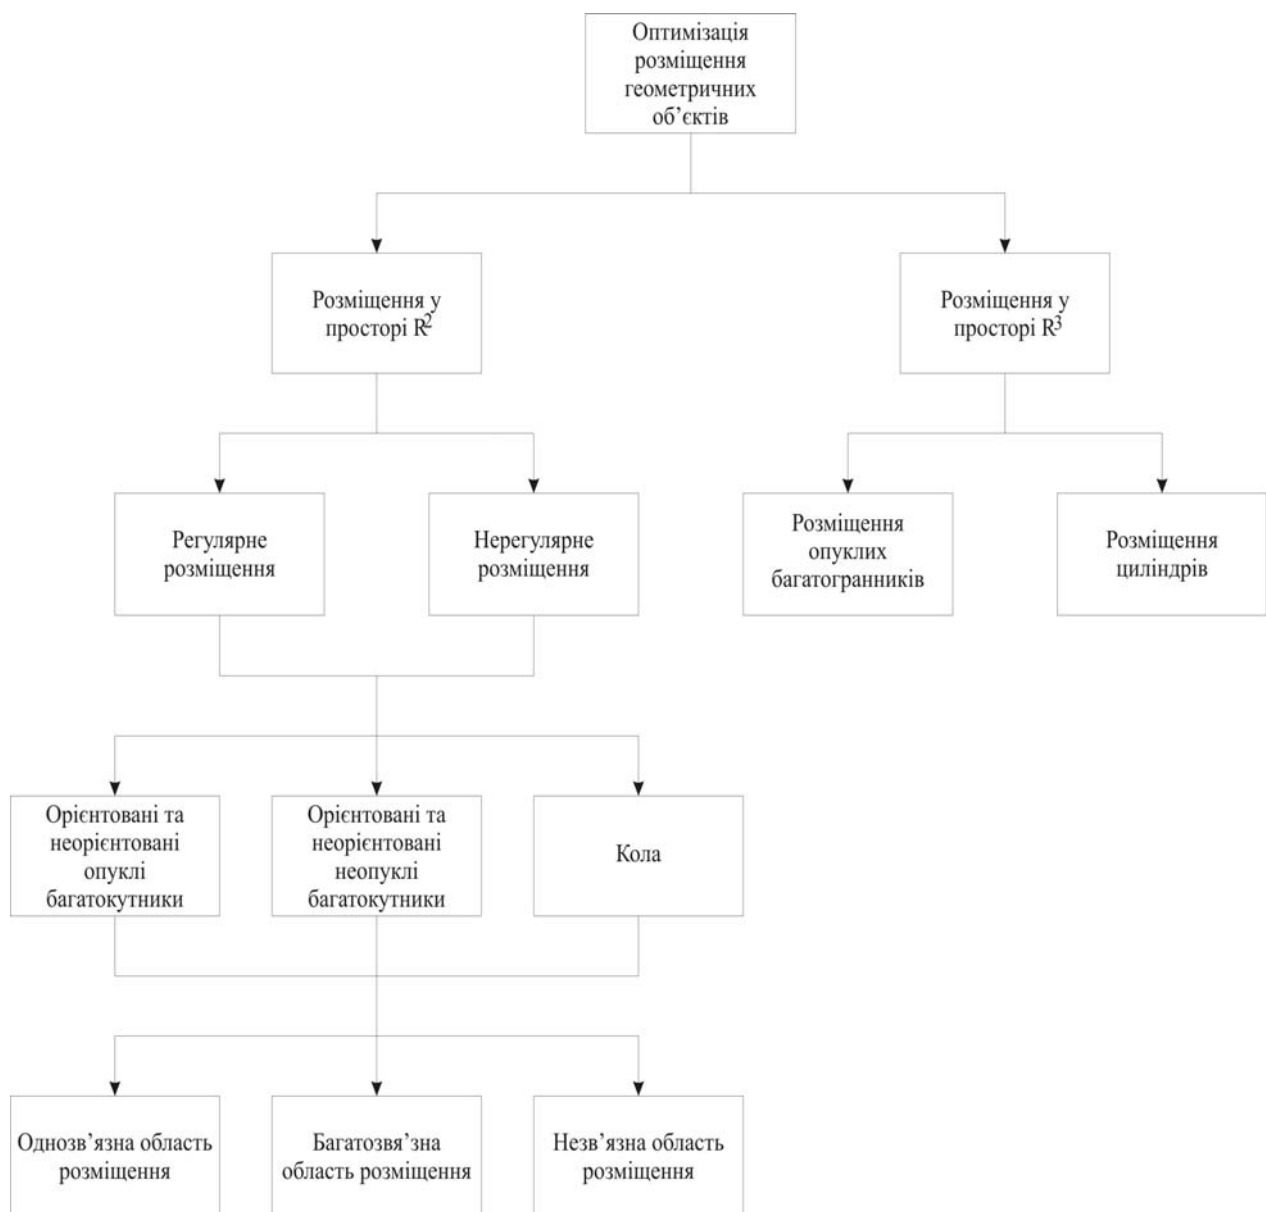 Оптимізація
розміщення
геометричних
об’єктів
Розміщення у
просторі R²
Розміщення у
просторі R³
Регулярне
розміщення
Нерегулярне
розміщення
Розміщення
опуклих
багатогранників
Розміщення
циліндрів
Орієнтовані та
неорієнтовані
опуклі
багатокутники
Орієнтовані та
неорієнтовані
неопуклі
багатокутники
Кола
Однозв’язна область
розміщення
Багатозвя’зна
область розміщення
Незв’язна область
розміщення